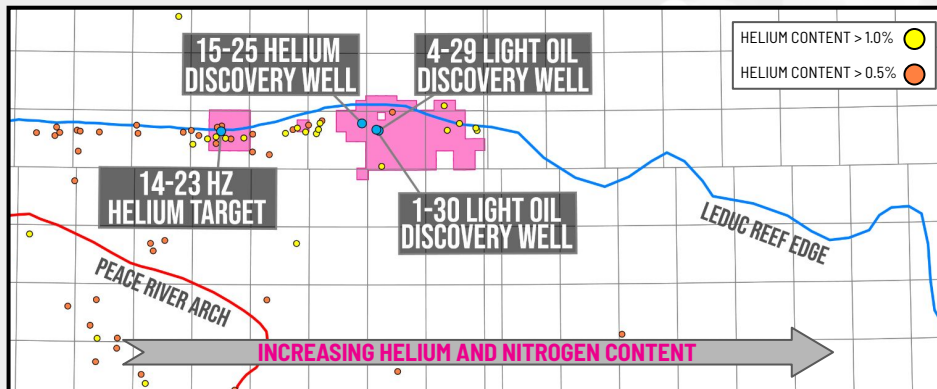 HELIUM CONTENT > 1.0%
HELIUM CONTENT > 0.5%
15-25 HELIUM
DISCOVERY WELL
4-29 LIGHT OIL
DISCOVERY WELL
14-23 HZ
HELIUM TARGET
1-30 LIGHT OIL
DISCOVERY WELL
LEDUC REEF EDGE
PEACE RIVER ARCH
INCREASING HELIUM AND NITROGEN CONTENT